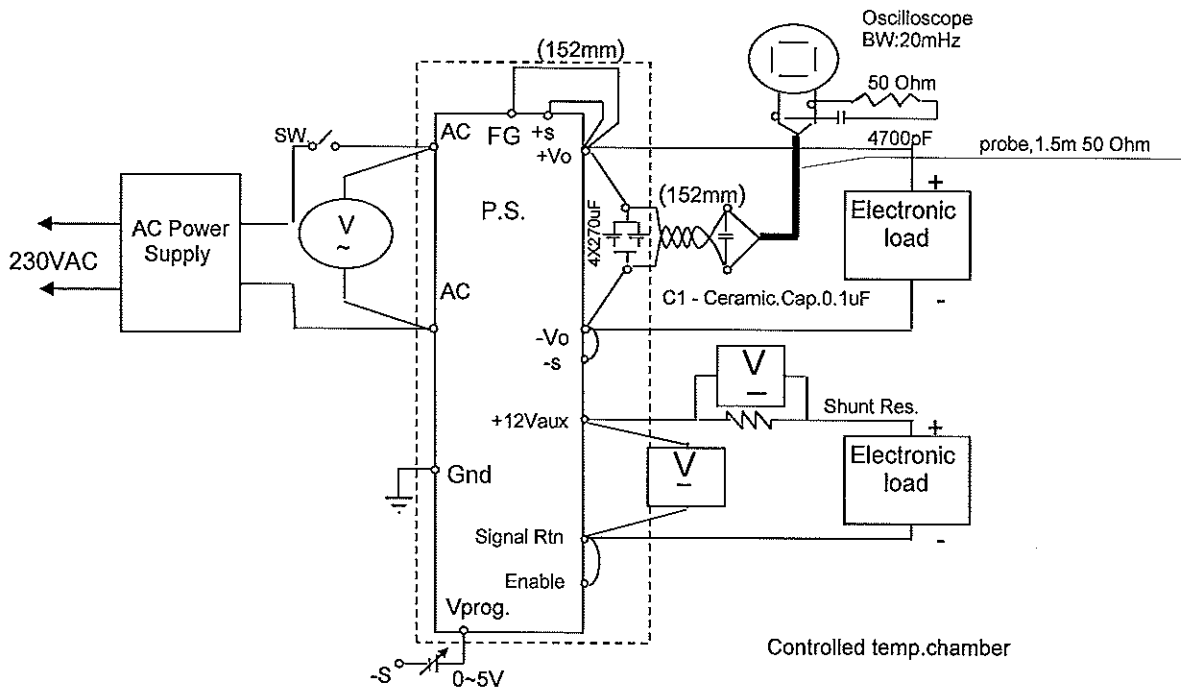 Oscilloscope
BW:20mHz
(152mm)
50 Ohm
SW.
AC
FG
+s
+Vo
4700pF
probe,1.5m 50 Ohm
AC Power
Supply
230VAC
V
~
P.S.
(152mm)
4X270uF
+
Electronic
load
-
AC
C1 - Ceramic.Cap.0.1uF
-Vo
-s
V
Shunt Res.
+12Vaux
+
Electronic
load
-
V
Gnd
Signal Rtn
Enable
Vprog.
-S
0~5V
Controlled temp.chamber